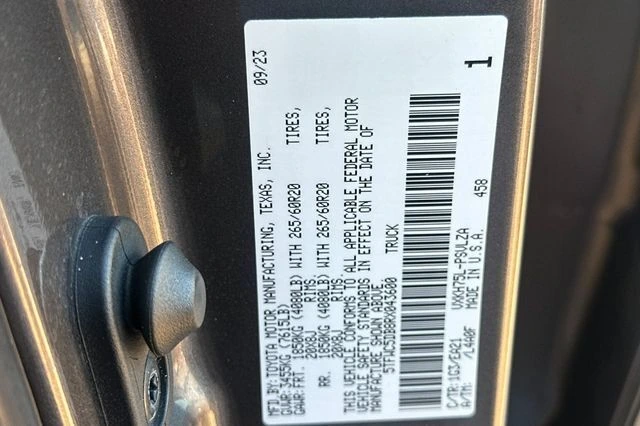 MFD. BY: TOYOTA MOTOR MANUFACTURING, TEXAS, INC. 09/23
GVWR: 3455KG (7615LB)
GAWR: FRT. 1850KG (4080LB) WITH 265/60R20 TIRES,
20X8J RIMS,
RR. 1850KG (4080LB) WITH 265/60R20 TIRES,
20X8J RIMS,
THIS VEHICLE CONFORMS TO ALL APPLICABLE FEDERAL MOTOR
VEHICLE SAFETY STANDARDS IN EFFECT ON THE DATE OF
MANUFACTURE SHOWN ABOVE.
TRUCK
C/TR: 1G3/EA21 VXKH75L-PSVLZA
A/TM: /L4A0F MADE IN U.S.A.
458
1